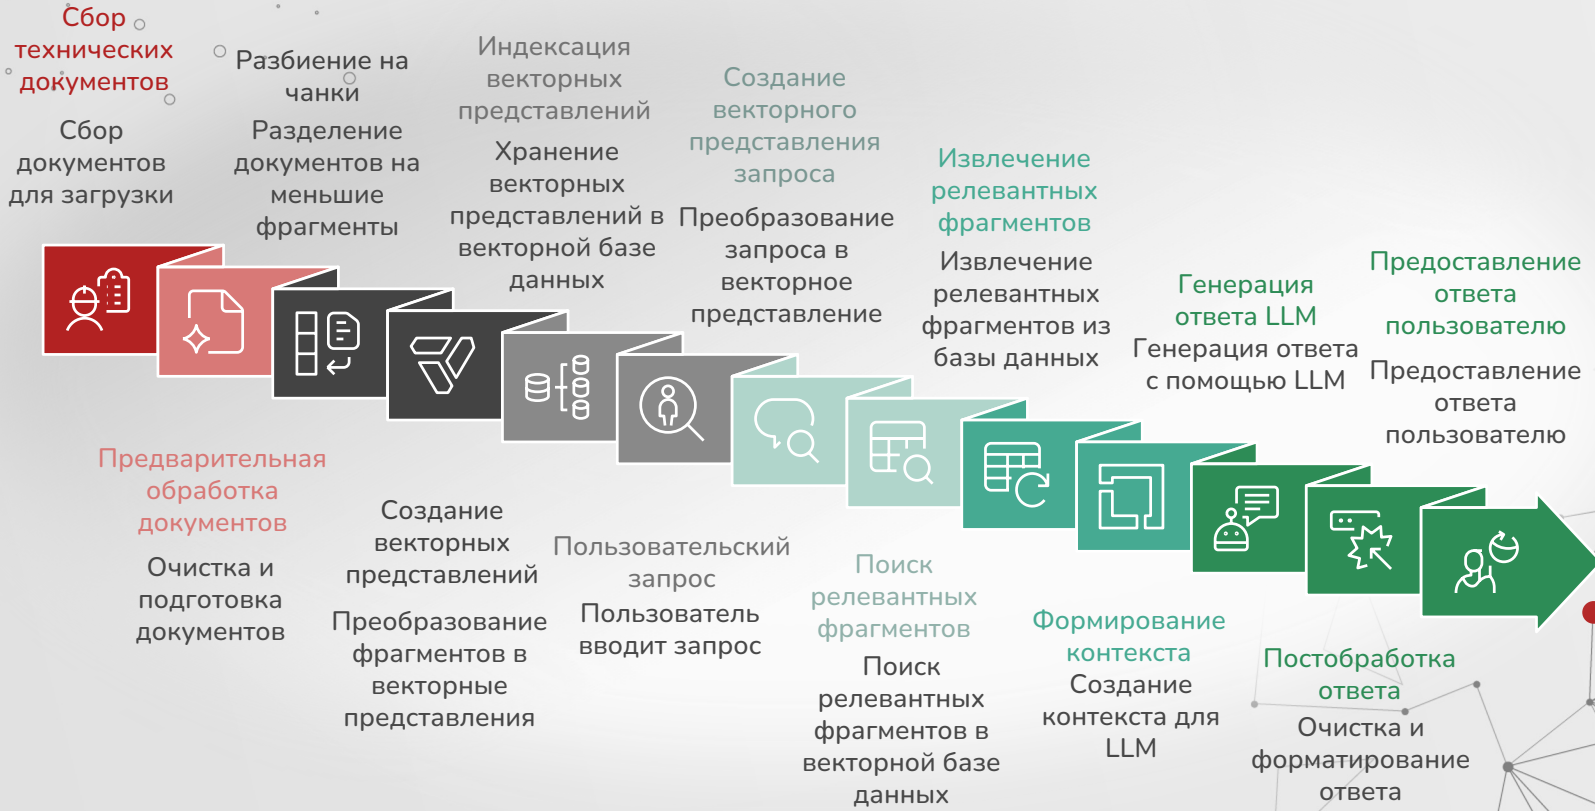 Сбор
технических
документов
Сбор
документов
для загрузки
Предварительная
обработка
документов
Очистка и
подготовка
документов
Разбиение на
чанки
Разделение
документов на
меньшие
фрагменты
Создание
векторных
представлений
Преобразование
фрагментов в
векторные
представления
Индексация
векторных
представлений
Хранение
векторных
представлений в
векторной базе
данных
Пользовательский
запрос
Пользователь
вводит запрос
Создание
векторного
представления
запроса
Преобразование
запроса в
векторное
представление
Поиск
релевантных
фрагментов
Поиск
релевантных
фрагментов в
векторной базе
данных
Извлечение
релевантных
фрагментов
Извлечение
релевантных
фрагментов из
базы данных
Формирование
контекста
Создание
контекста для
LLM
Генерация
ответа LLM
Генерация ответа
с помощью LLM
Постобработка
ответа
Очистка и
форматирование
ответа
Предоставление
ответа
пользователю
Предоставление
ответа
пользователю